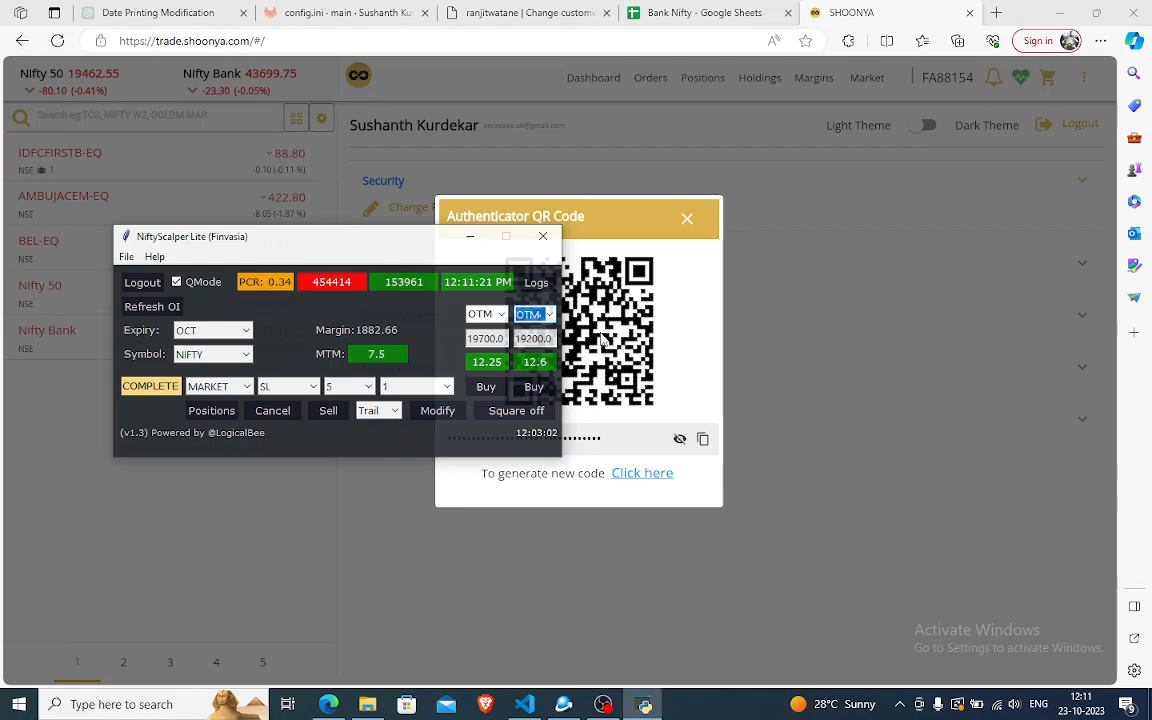 Date Printing Modification
config.ini · main · Sushanth Ku
ranjitwatane | Change custome
Bank Nifty - Google Sheets
SHOONYA
https://trade.shoonya.com/#/
Sign in
Nifty 50 19462.55
-80.10 (-0.41%)
Nifty Bank 43699.75
-23.30 (-0.05%)
Dashboard Orders Positions Holdings Margins Market FA88154
Search eg:TCS, NIFTY W2, GOLDM MAR
Sushanth Kurdekar xxxxxxxx.uk@gmail.com
Light Theme Dark Theme Logout
IDFCFIRSTB-EQ 88.80
NSE 1 -0.10 (-0.11 %)
AMBUJACEM-EQ 422.80
NSE -8.05 (-1.87 %)
BEL-EQ
NSE
Nifty 50
NSE
Nifty Bank
NSE
1 2 3 4 5
Security
Change
Authenticator QR Code
To generate new code Click here
NiftyScalper Lite (Finvasia)
File Help
Logout QMode PCR: 0.34 454414 153961 12:11:21 PM Logs
Refresh OI OTM OTM
Expiry: OCT Margin:1882.66 19700.0 19200.0
Symbol: NIFTY MTM: 7.5 12.25 12.6
COMPLETE MARKET SL 5 1 Buy Buy
Positions Cancel Sell Trail Modify Square off
(v1.3) Powered by @LogicalBee 12:03:02
Activate Windows
Go to Settings to activate Windows.
Type here to search
28°C Sunny
ENG
12:11
23-10-2023
9